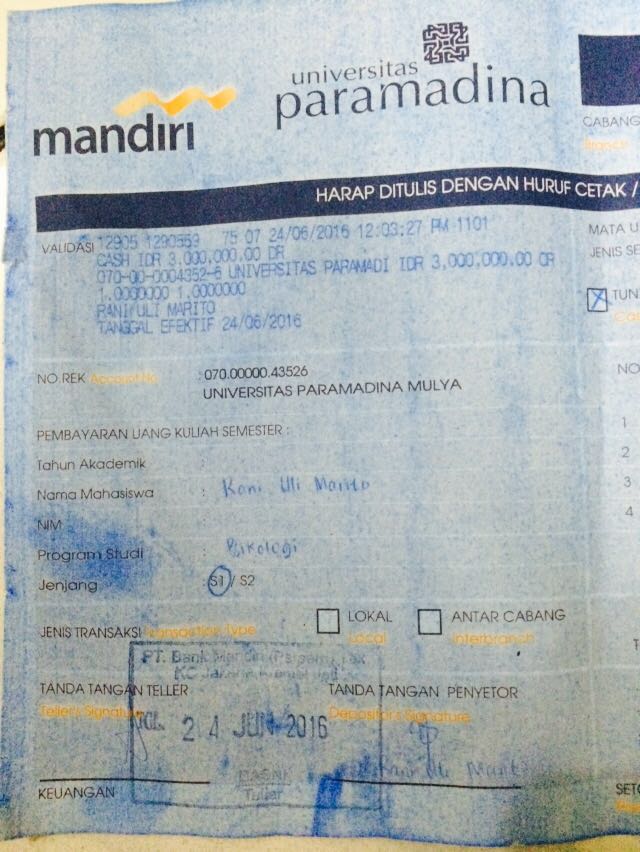 mandiri
universitas
paramadina
CABANG
Branch
HARAP DITULIS DENGAN HURUF CETAK /
VALIDASI
12905 1290559 75 07 24/06/2016 12:03:27 PM 1101
CASH IDR 3,000,000.00 DR
070-00-0004352-6 UNIVERSITAS PARAMADI IDR 3,000,000.00 CR
1.0000000 1.0000000
RANI ULI MARITO
TANGGAL EFEKTIF 24/06/2016
MATA U
JENIS SE
TUN
NO.REK Account No : 070.00000.43526
UNIVERSITAS PARAMADINA MULYA
NO
PEMBAYARAN UANG KULIAH SEMESTER :
1
Tahun Akademik :
2
Nama Mahasiswa : Rani Uli Marito
3
NIM :
4
Program Studi : Psikologi
Jenjang : S1 / S2
JENIS TRANSAKSI Transaction Type
LOKAL
Local
ANTAR CABANG
Interbranch
PT. Bank Mandiri (Persero) Tbk
KC Jakarta
TANDA TANGAN TELLER
Teller's Signature
TANDA TANGAN PENYETOR
Depositor's Signature
TGL. 24 JUN 2016
Uli Marito
Teller
KEUANGAN
SETO